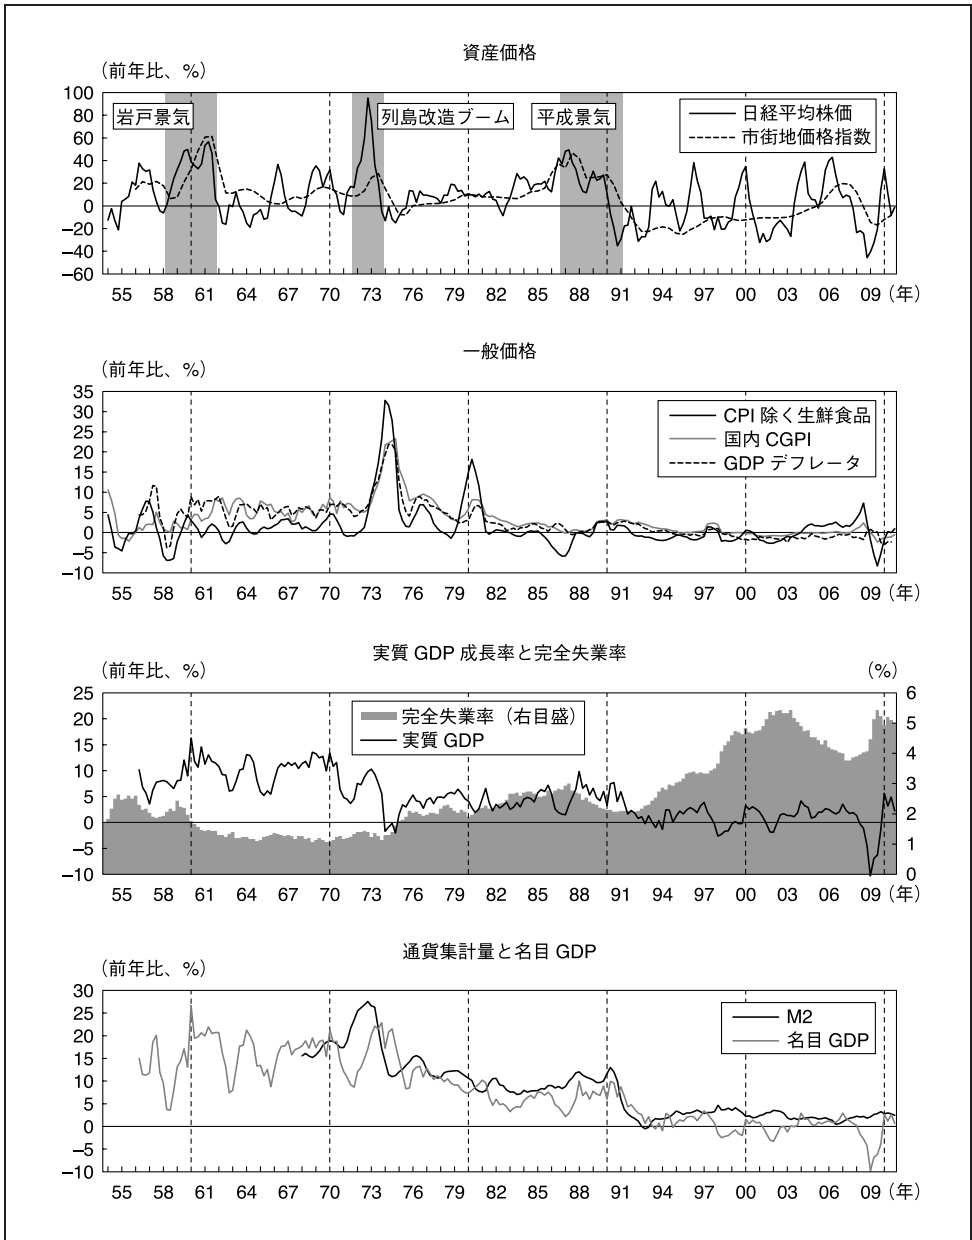 資産価格
(前年比、%)
100
80
60
40
20
0
−20
−40
−60
岩戸景気
列島改造ブーム
平成景気
日経平均株価
市街地価格指数
55 58 61 64 67 70 73 76 79 82 85 88 91 94 97 00 03 06 09 (年)
一般価格
(前年比、%)
35
30
25
20
15
10
5
0
−5
−10
CPI 除く生鮮食品
国内 CGPI
GDP デフレータ
55 58 61 64 67 70 73 76 79 82 85 88 91 94 97 00 03 06 09 (年)
実質 GDP 成長率と完全失業率
(前年比、%)
(%)
25
20
15
10
5
0
−5
−10
完全失業率(右目盛)
実質 GDP
6
5
4
3
2
1
0
55 58 61 64 67 70 73 76 79 82 85 88 91 94 97 00 03 06 09 (年)
通貨集計量と名目 GDP
(前年比、%)
30
25
20
15
10
5
0
−5
−10
M2
名目 GDP
55 58 61 64 67 70 73 76 79 82 85 88 91 94 97 00 03 06 09 (年)